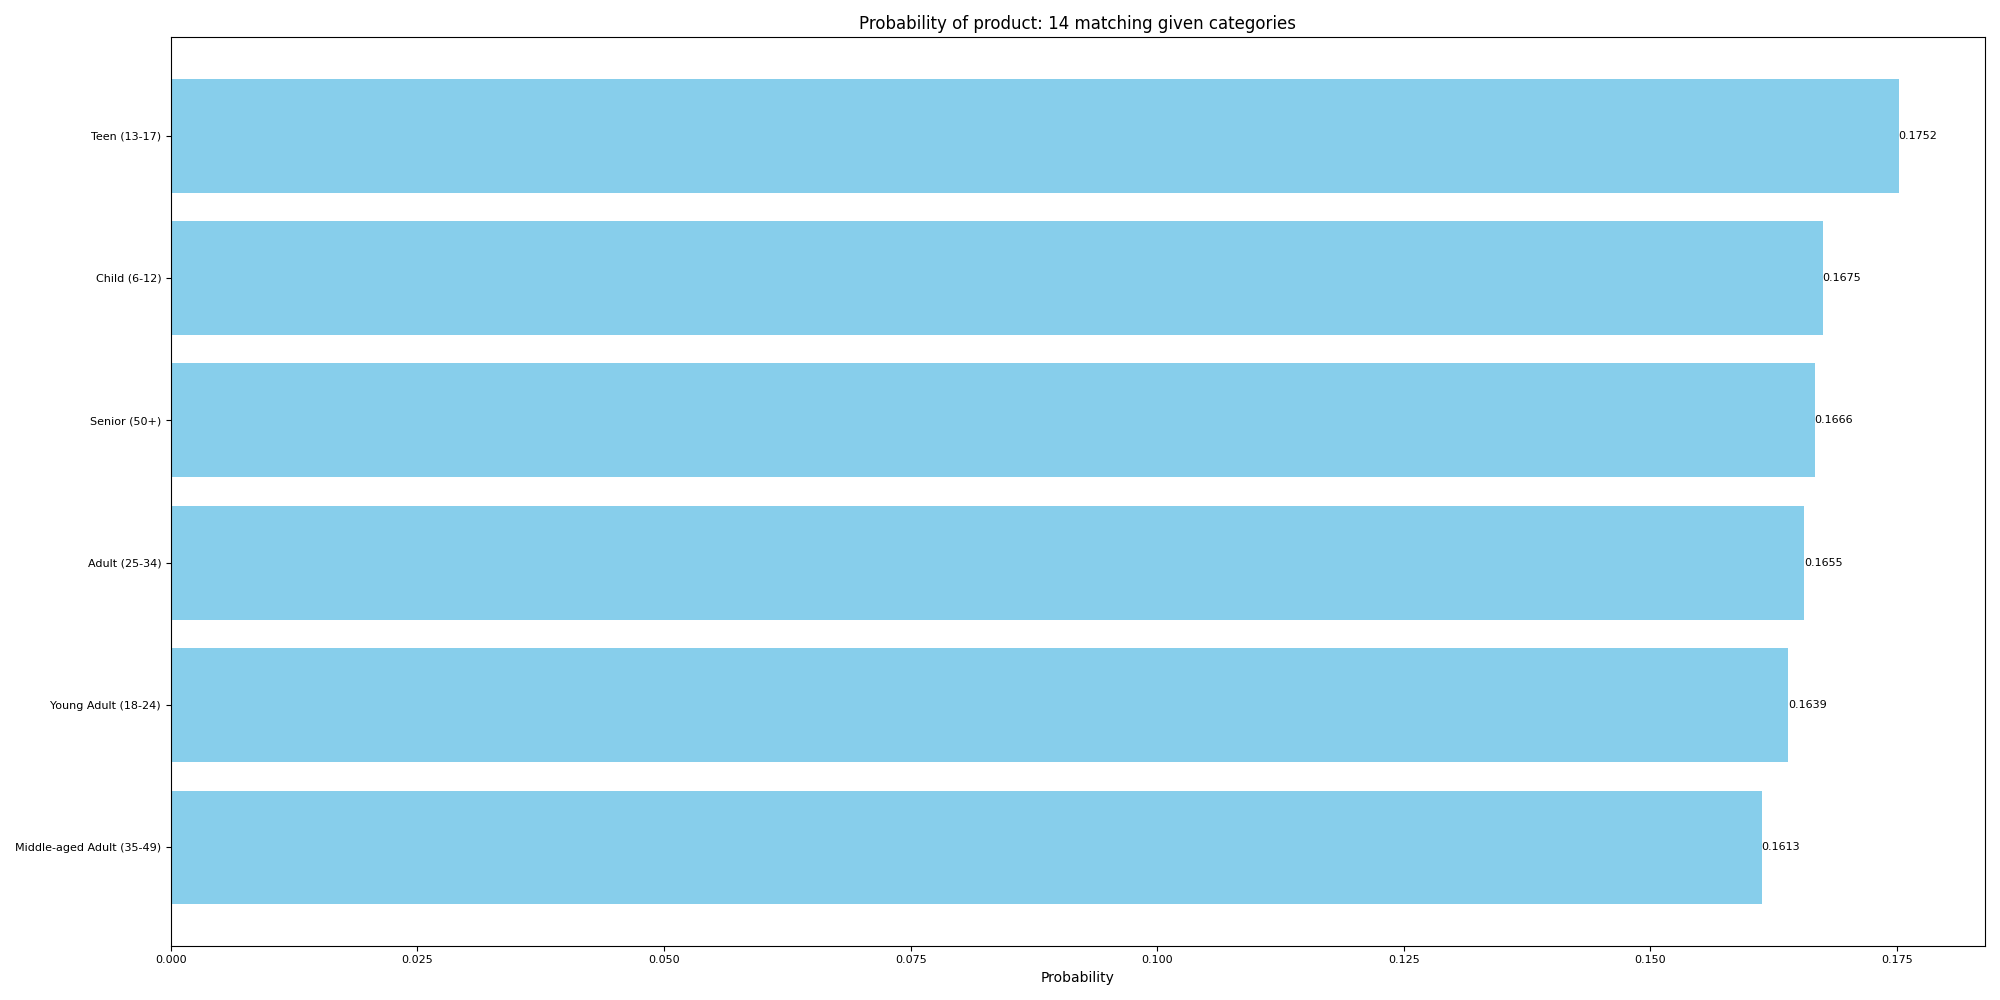 Probability of product: 14 matching given categories
Teen (13-17)
0.1752
Child (6-12)
0.1675
Senior (50+)
0.1666
Adult (25-34)
0.1655
Young Adult (18-24)
0.1639
Middle-aged Adult (35-49)
0.1613
0.000 0.025 0.050 0.075 0.100 0.125 0.150 0.175
Probability